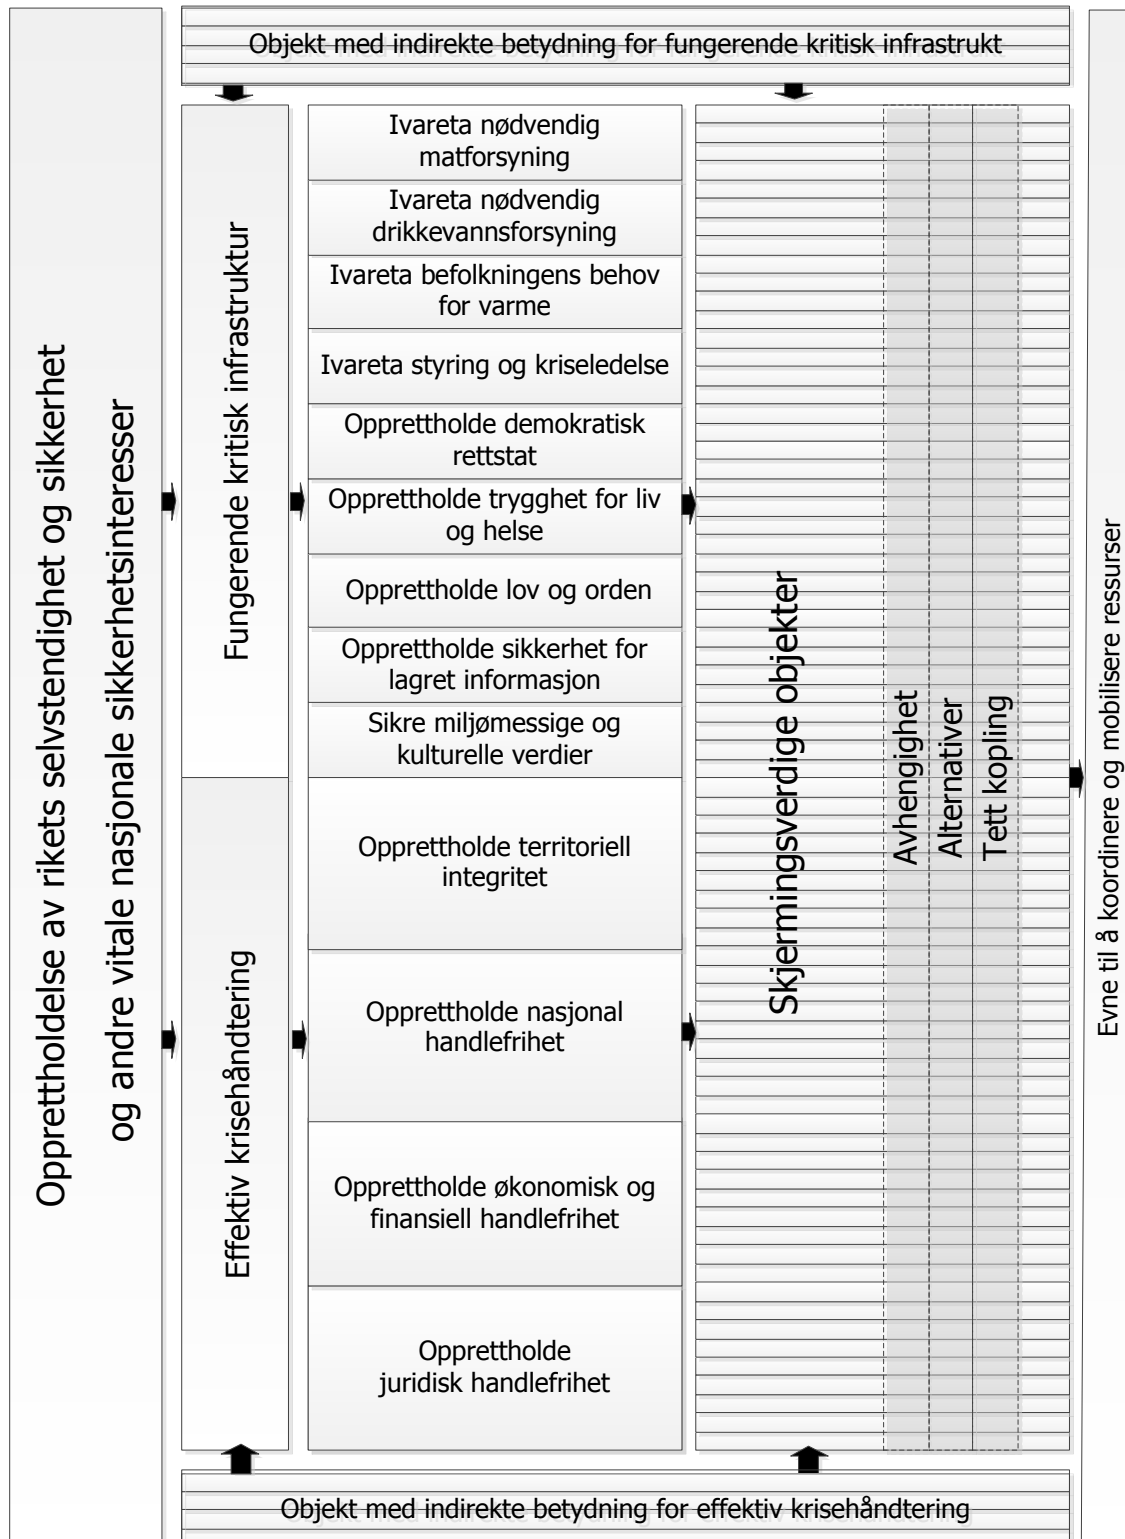 Objekt med indirekte betydning for fungerende kritisk infrastrukt
Opprettholdelse av rikets selvstendighet og sikkerhet
og andre vitale nasjonale sikkerhetsinteresser
Fungerende kritisk infrastruktur
Effektiv krisehåndtering
Ivareta nødvendig
matforsyning
Ivareta nødvendig
drikkevannsforsyning
Ivareta befolkningens behov
for varme
Ivareta styring og kriseledelse
Opprettholde demokratisk
rettstat
Opprettholde trygghet for liv
og helse
Opprettholde lov og orden
Opprettholde sikkerhet for
lagret informasjon
Sikre miljømessige og
kulturelle verdier
Opprettholde territoriell
integritet
Opprettholde nasjonal
handlefrihet
Opprettholde økonomisk og
finansiell handlefrihet
Opprettholde
juridisk handlefrihet
Skjermingsverdige objekter
Avhengighet
Alternativer
Tett kopling
Evne til å koordinere og mobilisere ressurser
Objekt med indirekte betydning for effektiv krisehåndtering